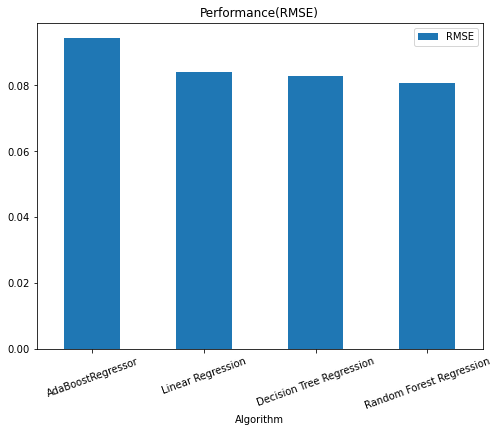 Performance(RMSE)
RMSE
0.08
0.06
0.04
0.02
0.00
AdaBoostRegressor
Linear Regression
Decision Tree Regression
Random Forest Regression
Algorithm